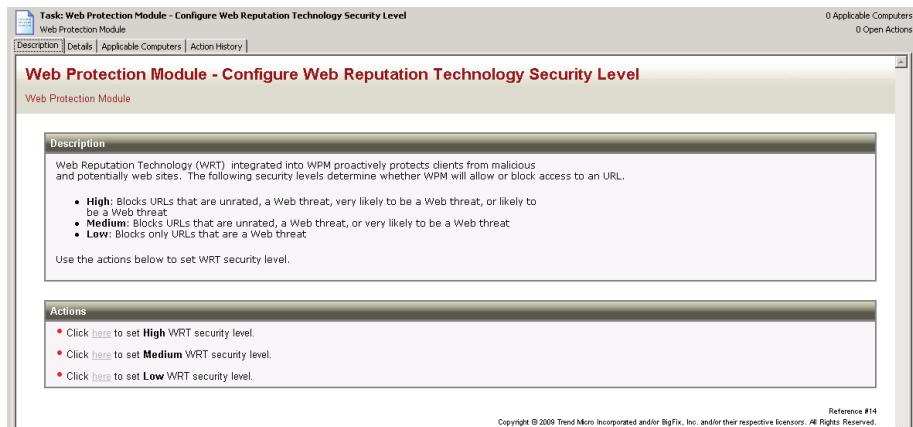 Task: Web Protection Module - Configure Web Reputation Technology Security Level
0 Applicable Computers
Web Protection Module
0 Open Actions
Description
Details
Applicable Computers
Action History
Web Protection Module - Configure Web Reputation Technology Security Level
Web Protection Module
Description
Web Reputation Technology (WRT) integrated into WPM proactively protects clients from malicious
and potentially web sites. The following security levels determine whether WPM will allow or block access to an URL.
• High: Blocks URLs that are unrated, a Web threat, very likely to be a Web threat, or likely to
be a Web threat
• Medium: Blocks URLs that are unrated, a Web threat, or very likely to be a Web threat
• Low: Blocks only URLs that are a Web threat
Use the actions below to set WRT security level.
Actions
• Click here to set High WRT security level.
• Click here to set Medium WRT security level.
• Click here to set Low WRT security level.
Reference #14
Copyright © 2009 Trend Micro Incorporated and/or BigFix, Inc. and/or their respective licensors. All Rights Reserved.